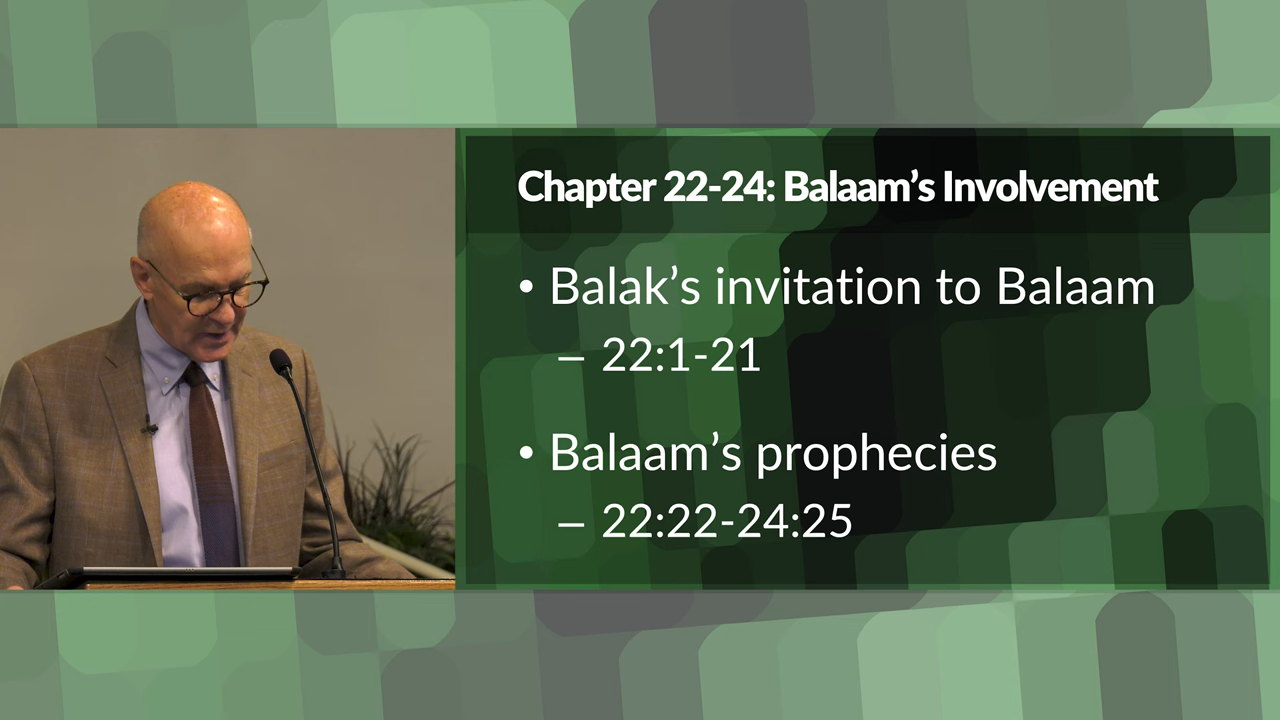 Chapter 22-24: Balaam’s Involvement
• Balak’s invitation to Balaam
– 22:1-21
• Balaam’s prophecies
– 22:22-24:25